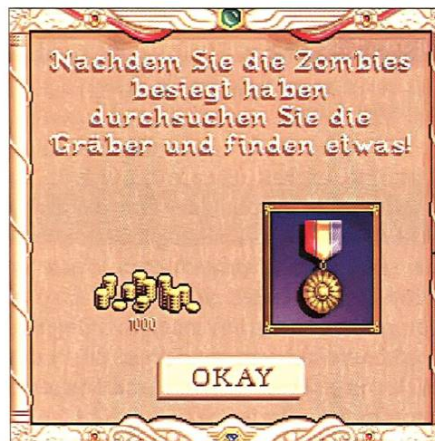 Nachdem Sie die Zombies
besiegt haben
durchsuchen Sie die
Gräber und finden etwas!
1000
OKAY